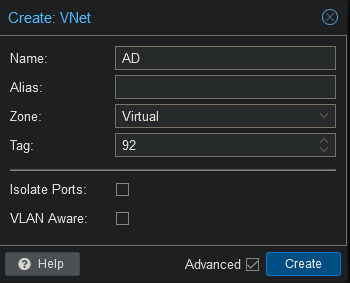 Create: VNet
Name: AD
Alias:
Zone: Virtual
Tag: 92
Isolate Ports:
VLAN Aware:
Help Advanced Create